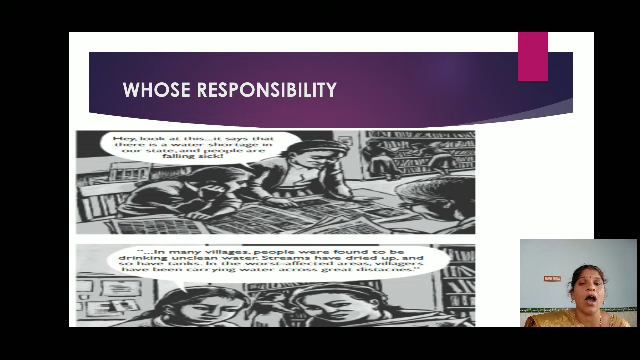 WHOSE RESPONSIBILITY
Hey, look at this...it says that
there is a water shortage in
our state, and people are
falling sick!
"...In many villages, people were found to be
drinking unclean water. Streams have dried up, and
so have tanks. In the worst-affected areas, villagers
have been carrying water across great distacnes."